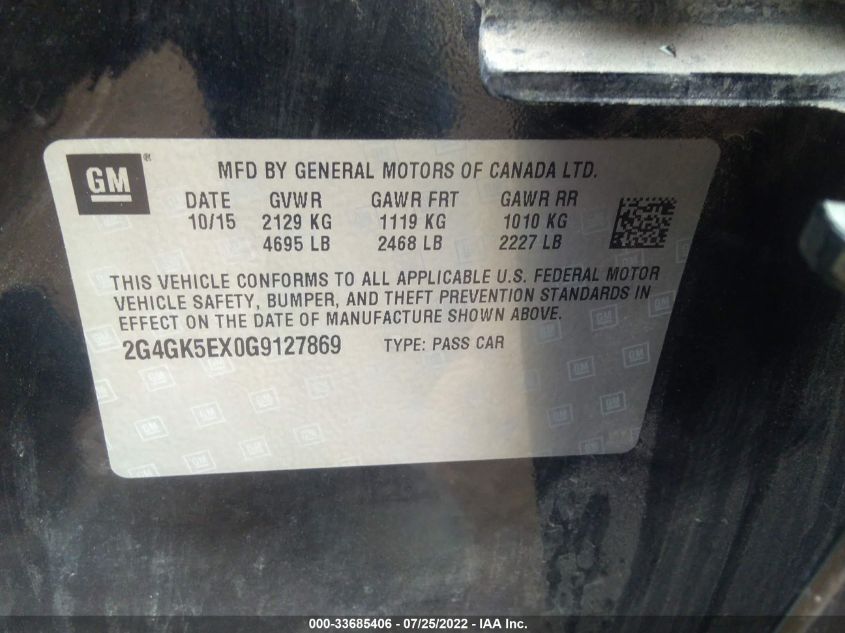 GM ® MFD BY GENERAL MOTORS OF CANADA LTD.
DATE GVWR GAWR FRT GAWR RR
10/15 2129 KG 1119 KG 1010 KG
4695 LB 2468 LB 2227 LB
THIS VEHICLE CONFORMS TO ALL APPLICABLE U.S. FEDERAL MOTOR
VEHICLE SAFETY, BUMPER, AND THEFT PREVENTION STANDARDS IN
EFFECT ON THE DATE OF MANUFACTURE SHOWN ABOVE.
2G4GK5EX0G9127869 TYPE: PASS CAR
000-33685406 - 07/25/2022 - IAA Inc.